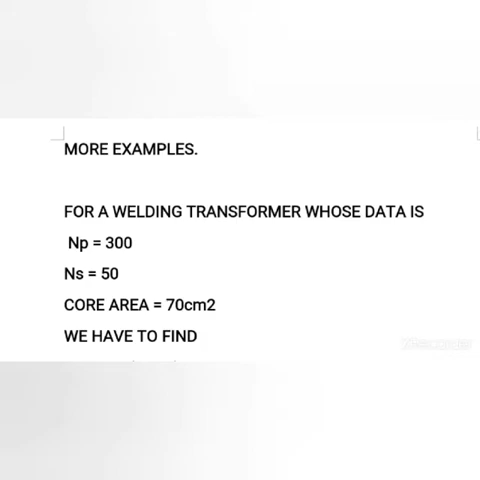 MORE EXAMPLES.
FOR A WELDING TRANSFORMER WHOSE DATA IS
Np = 300
Ns = 50
CORE AREA = 70cm2
WE HAVE TO FIND